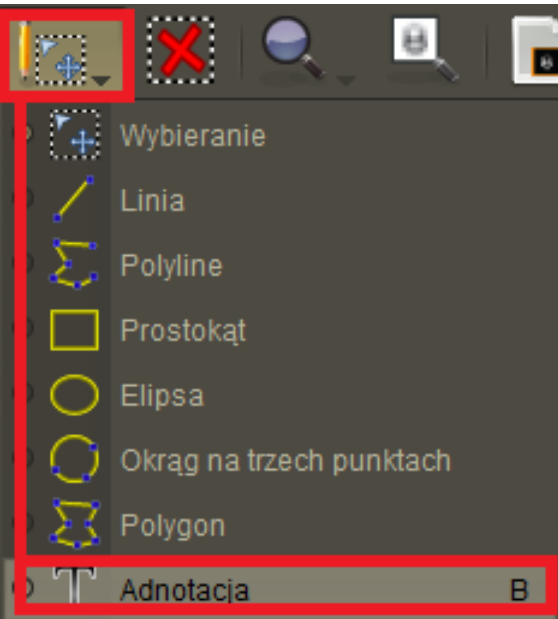 Wybieranie
Linia
Polyline
Prostokąt
Elipsa
Okrąg na trzech punktach
Polygon
Adnotacja B